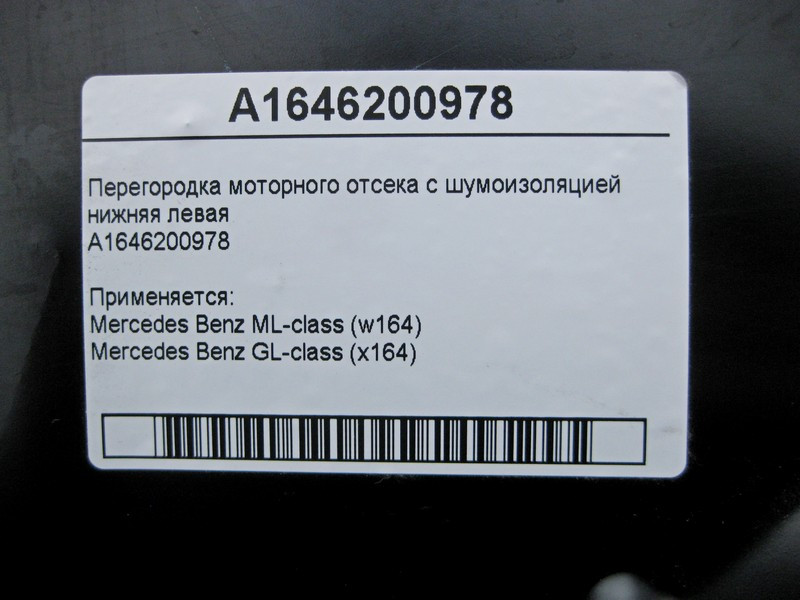 A1646200978
Перегородка моторного отсека с шумоизоляцией
нижняя левая
A1646200978
Применяется:
Mercedes Benz ML-class (w164)
Mercedes Benz GL-class (x164)